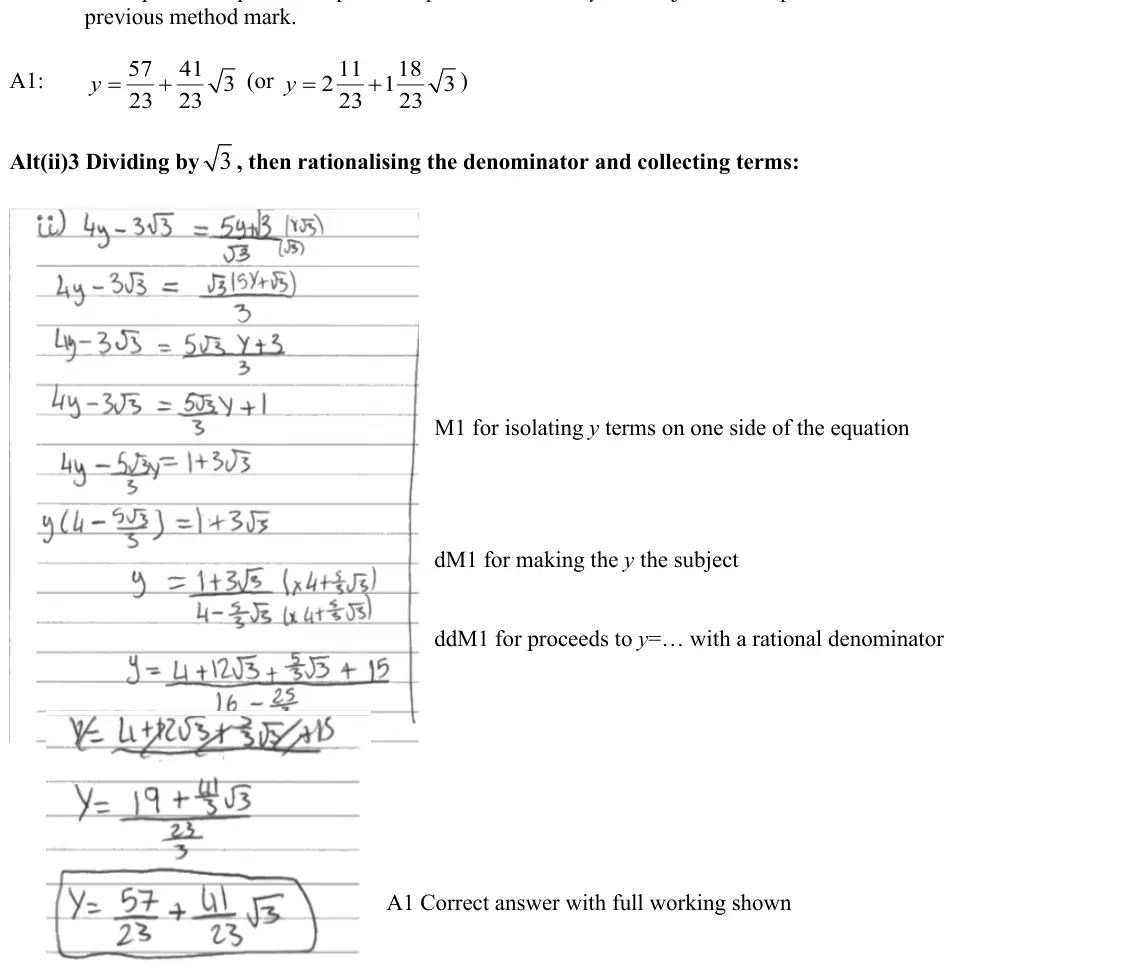 previous method mark.
A1: y = 57/23 + 41/23 √3 (or y = 2 11/23 + 1 18/23 √3)
Alt(ii)3 Dividing by √3, then rationalising the denominator and collecting terms:
ii) 4y - 3√3 = (5y+√3)/√3 (×√3)/(√3)
4y - 3√3 = √3(5y+√3)/3
4y - 3√3 = (5√3 y + 3)/3
4y - 3√3 = 5√3/3 y + 1
M1 for isolating y terms on one side of the equation
4y - 5√3/3 y = 1 + 3√3
y(4 - 5√3/3) = 1 + 3√3
dM1 for making the y the subject
y = (1+3√3)/(4 - 5/3 √3) (×4+5/3 √3)/(×4+5/3 √3)
ddM1 for proceeds to y=… with a rational denominator
y = (4 + 12√3 + 5/3 √3 + 15)/(16 - 25/3)
y = (19 + 41/3 √3)/(23/3)
y = 57/23 + 41/23 √3
A1 Correct answer with full working shown